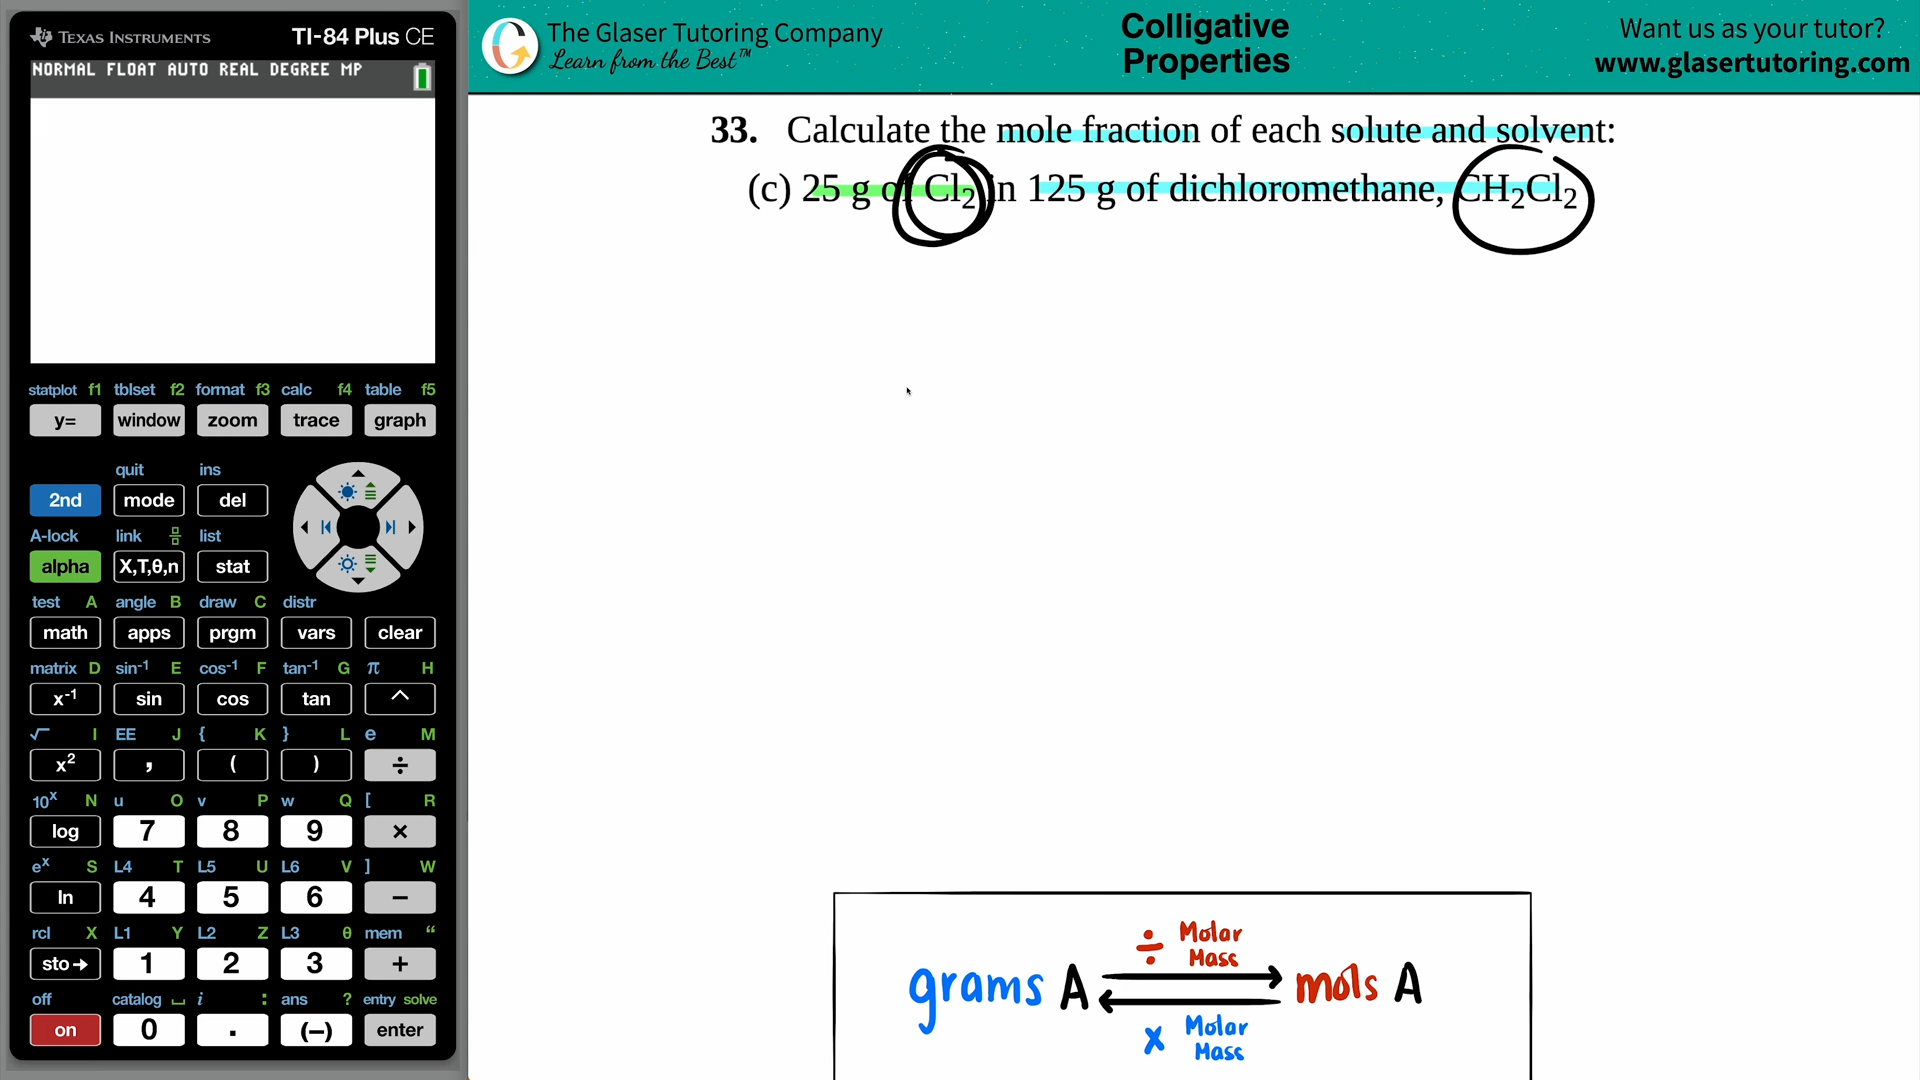 TEXAS INSTRUMENTS TI-84 Plus CE
NORMAL FLOAT AUTO REAL DEGREE MP
statplot f1 tblset f2 format f3 calc f4 table f5
y= window zoom trace graph
quit ins
2nd mode del
A-lock link list
alpha X,T,θ,n stat
test A angle B draw C distr
math apps prgm vars clear
matrix D sin⁻¹ E cos⁻¹ F tan⁻¹ G π H
x⁻¹ sin cos tan ^
√ I EE J { K } L e M
x² , ( ) ÷
10ˣ N u O v P w Q [ R
log 7 8 9 ×
eˣ S L4 T L5 U L6 V ] W
ln 4 5 6 −
rcl X L1 Y L2 Z L3 θ mem “
sto→ 1 2 3 +
off catalog ⎵ i : ans ? entry solve
on 0 . (−) enter
The Glaser Tutoring Company
Learn from the Best™
Colligative
Properties
Want us as your tutor?
www.glasertutoring.com
33. Calculate the mole fraction of each solute and solvent:
(c) 25 g of Cl₂ in 125 g of dichloromethane, CH₂Cl₂
÷ Molar
Mass
grams A mols A
x Molar
Mass